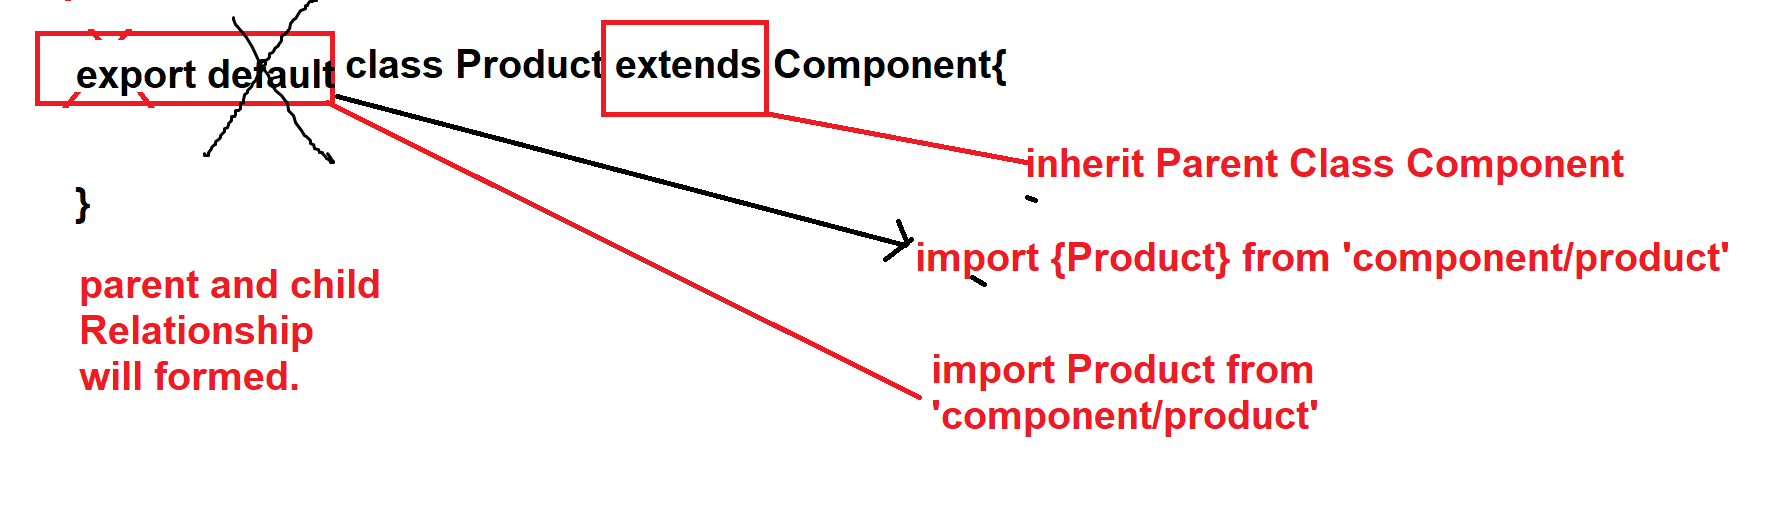 export default class Product extends Component{
inherit Parent Class Component
}
import {Product} from 'component/product'
parent and child
Relationship
will formed.
import Product from
'component/product'